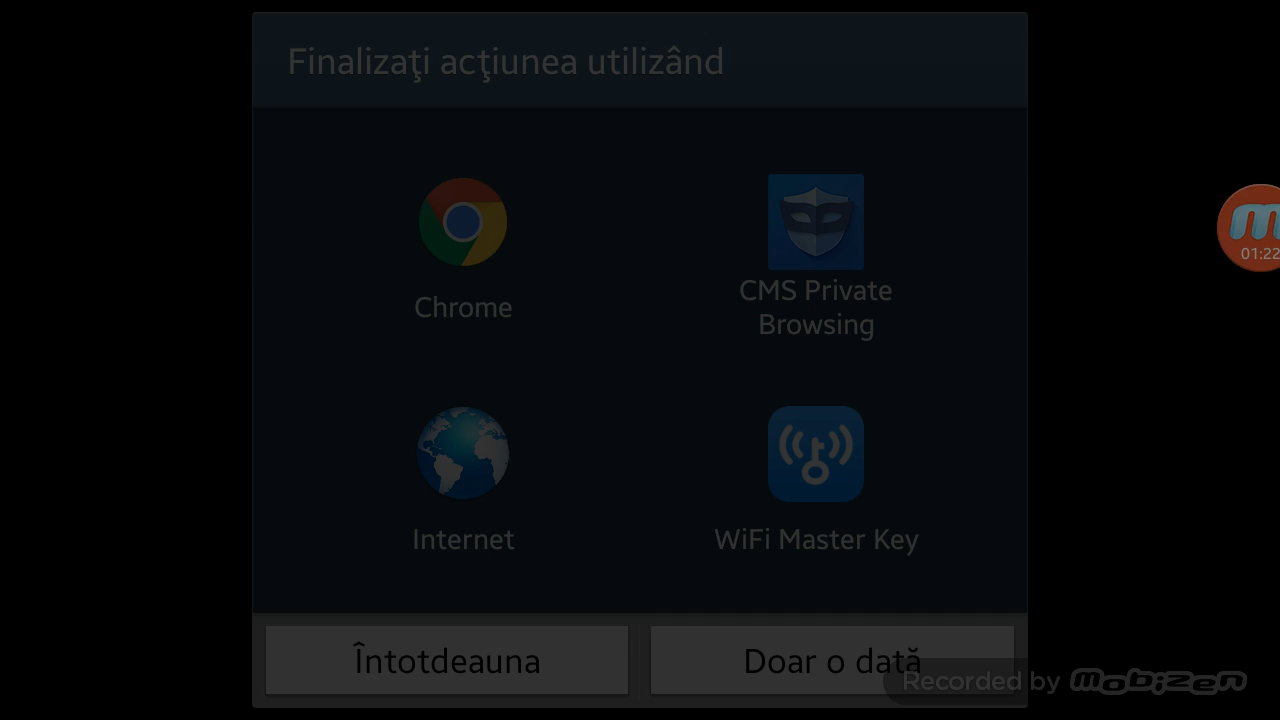 Finalizaţi acţiunea utilizând
Chrome
CMS Private
Browsing
01:22
Internet
WiFi Master Key
Întotdeauna
Doar o dată
Recorded by mobizen